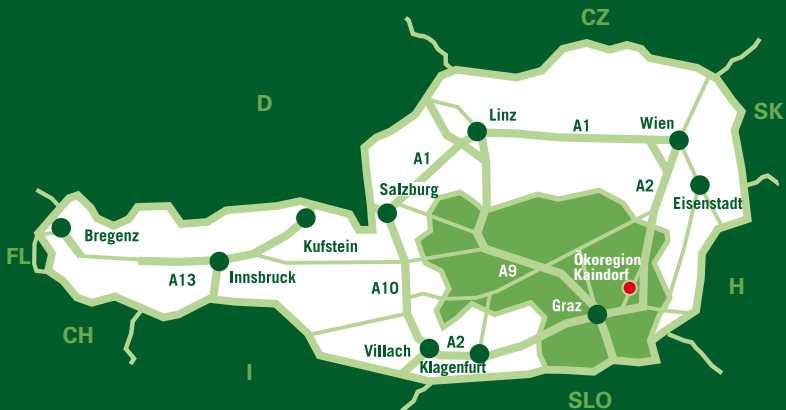 CZ
D
SK
Linz
A1
Wien
A1
A2
Salzburg
Eisenstadt
Bregenz
Kufstein
FL
Ökoregion
Kaindorf
A9
A13
Innsbruck
A10
H
Graz
CH
Villach
A2
Klagenfurt
I
SLO